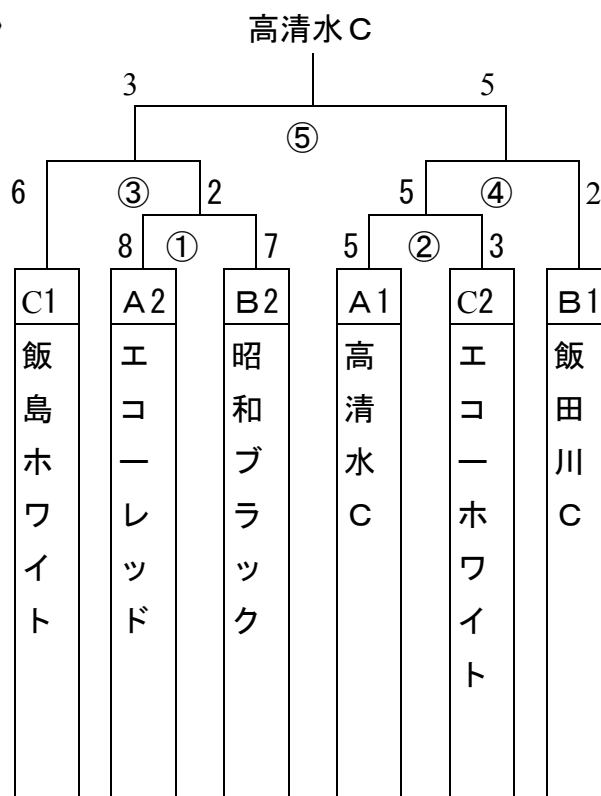 高清水C
3 5
⑤
6 ③ 2 5 ④ 2
8 ① 7 5 ② 3
C1 A2 B2 A1 C2 B1
飯島ホワイト
エコーレッド
昭和ブラック
高清水C
エコーホワイト
飯田川C